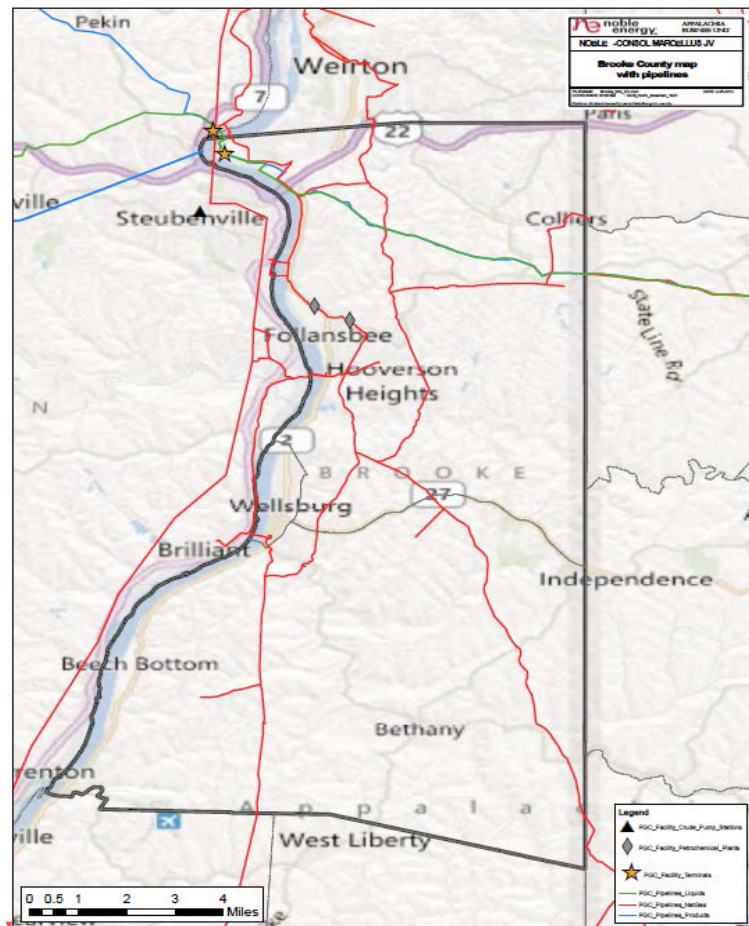 Pekin
noble
energy
APPALACHIA
BUSINESS UNIT
NOBLE -CONSOL MARCELLUS JV
Brooke County map
with pipelines
Weirton
7
Paris
22
ville
Steubenville
Colliers
State Line Rd
Follansbee
Hooverson
Heights
N
2
B R O O K E
27
Wellsburg
Brilliant
Independence
Beech Bottom
Bethany
renton
A p p a l a
ville
West Liberty
Legend
PGC_Facility_Crude_Pump_Stations
PGC_Facility_Petrochemical_Plants
PGC_Facility_Terminals
PGC_Pipelines_Liquids
PGC_Pipelines_NatGas
PGC_Pipelines_Products
0 0.5 1 2 3 4
Miles